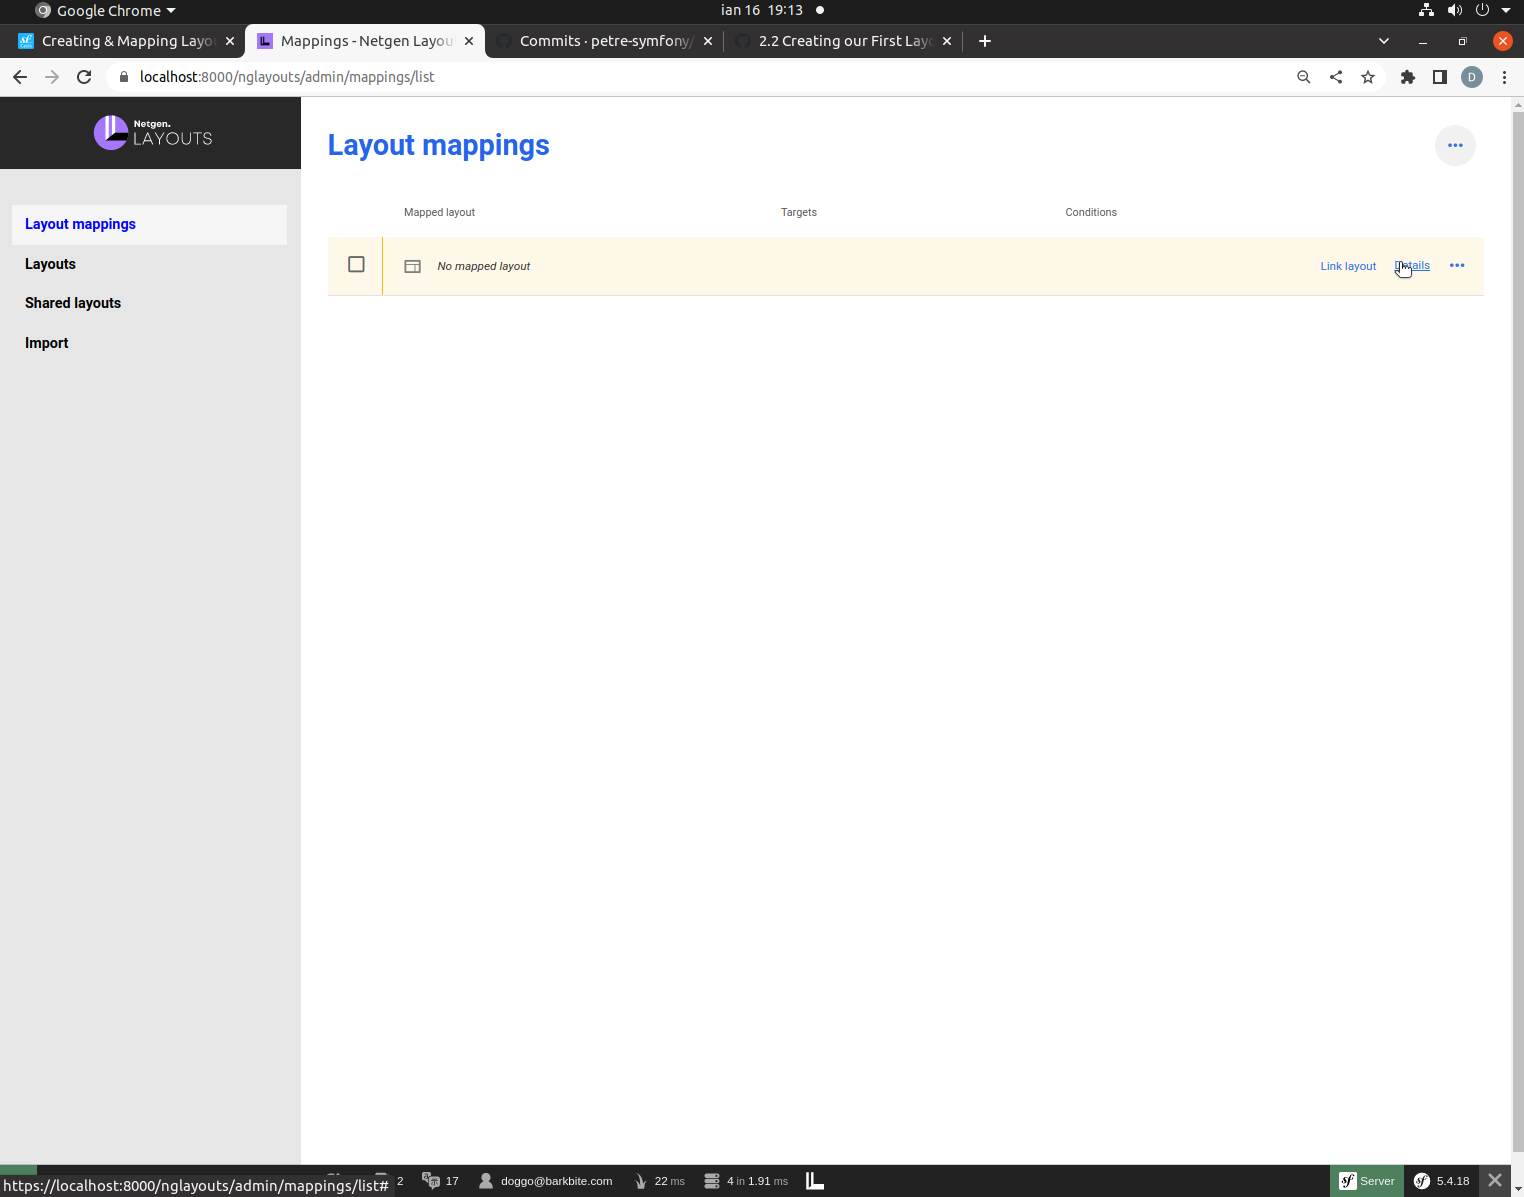 Google Chrome
ian 16 19:13
Creating & Mapping Layo
Mappings - Netgen Layou
Commits · petre-symfony/
2.2 Creating our First Layo
localhost:8000/nglayouts/admin/mappings/list
D
Netgen.
LAYOUTS
Layout mappings
Layouts
Shared layouts
Import
Layout mappings
Mapped layout
Targets
Conditions
No mapped layout
Link layout
Details
https://localhost:8000/nglayouts/admin/mappings/list#
2
17
doggo@barkbite.com
22 ms
4 in 1.91 ms
Server
5.4.18